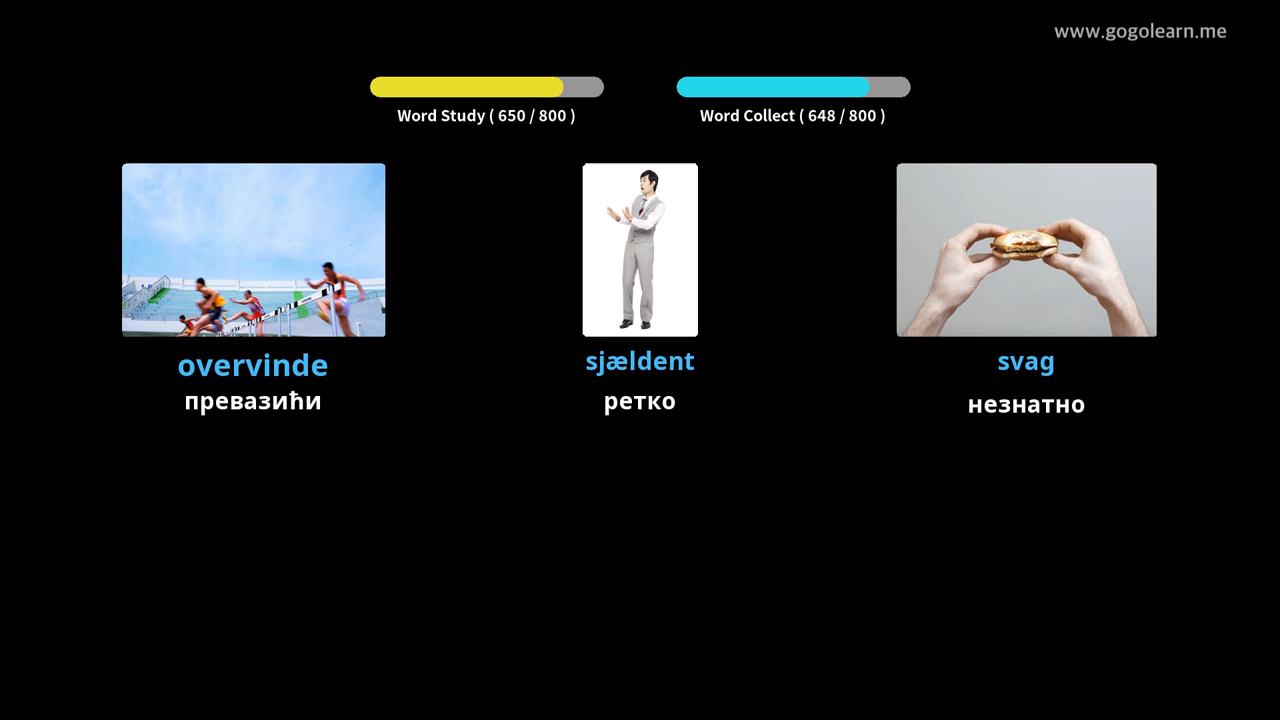 www.gogolearn.me
Word Study ( 650 / 800 )
Word Collect ( 648 / 800 )
overvinde
превазићи
sjældent
ретко
svag
незнатно